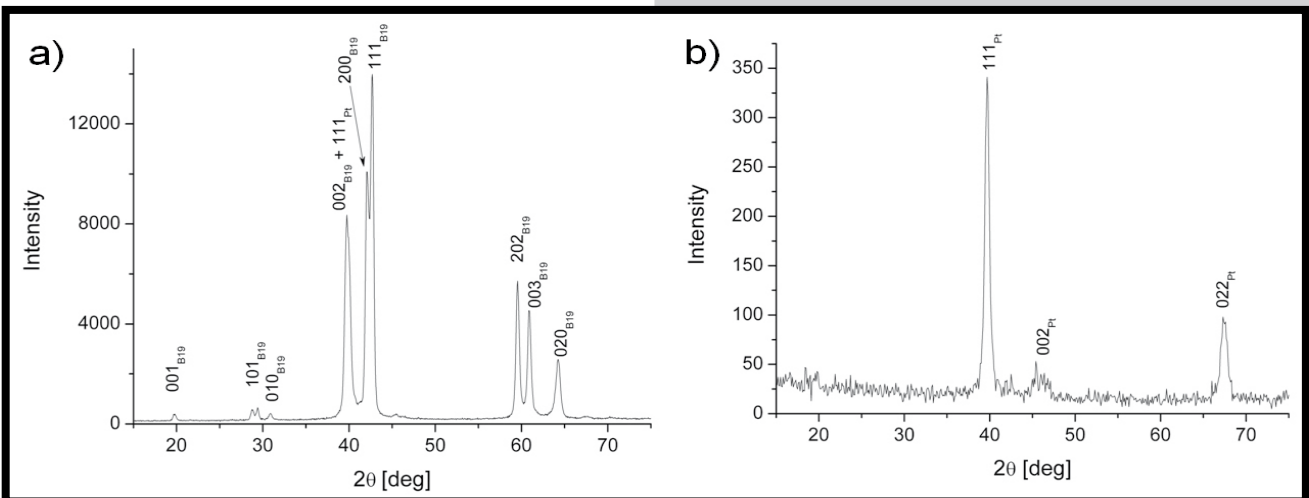 a)
Intensity
12000
8000
4000
0
001B19
101B19
010B19
002B19 + 111Pt
200B19
111B19
202B19
003B19
020B19
20 30 40 50 60 70
2θ [deg]
b)
Intensity
350
300
250
200
150
100
50
0
111Pt
002Pt
022Pt
20 30 40 50 60 70
2θ [deg]